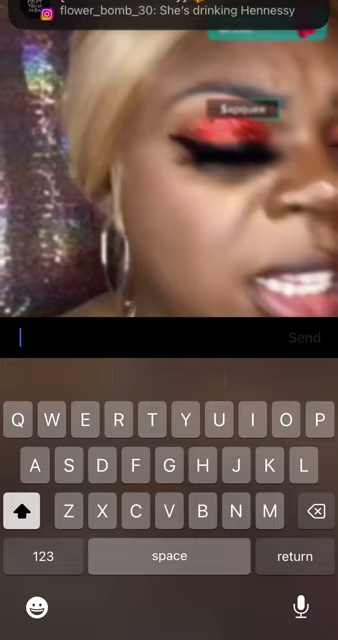 flower_bomb_30: She's drinking Hennessy
Send
Q W E R T Y U I O P
A S D F G H J K L
Z X C V B N M
123 space return